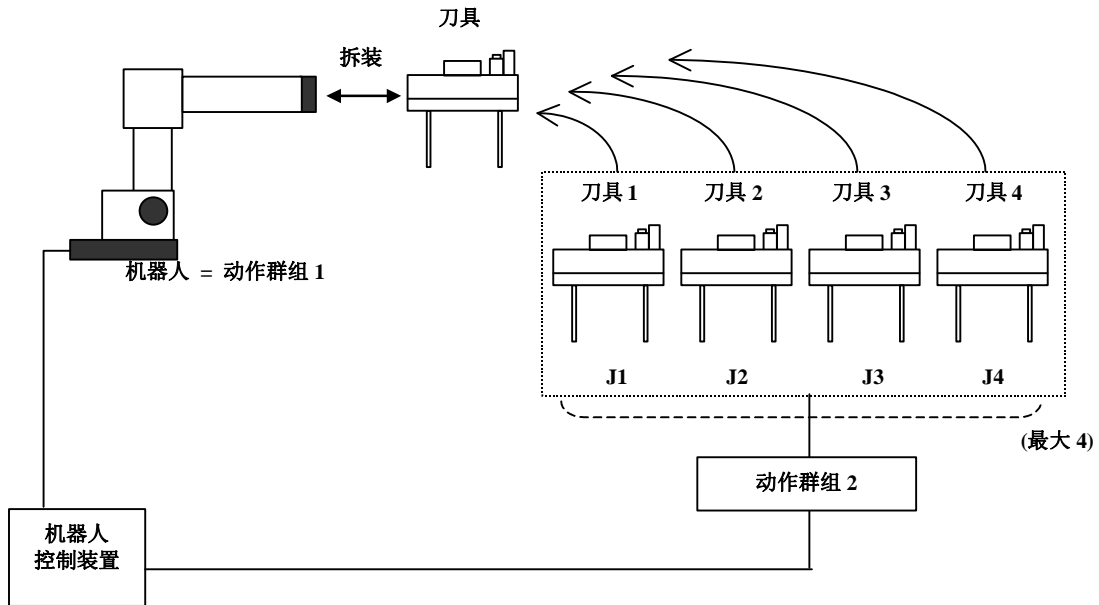 刀具
拆装
刀具 1
刀具 2
刀具 3
刀具 4
机器人 = 动作群组 1
J1
J2
J3
J4
(最大 4)
动作群组 2
机器人
控制装置